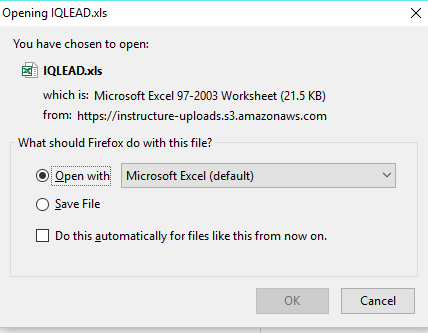 Opening IQLEAD.xls
You have chosen to open:
IQLEAD.xls
which is: Microsoft Excel 97-2003 Worksheet (21.5 KB)
from: https://instructure-uploads.s3.amazonaws.com
What should Firefox do with this file?
Open with Microsoft Excel (default)
Save File
Do this automatically for files like this from now on.
OK Cancel